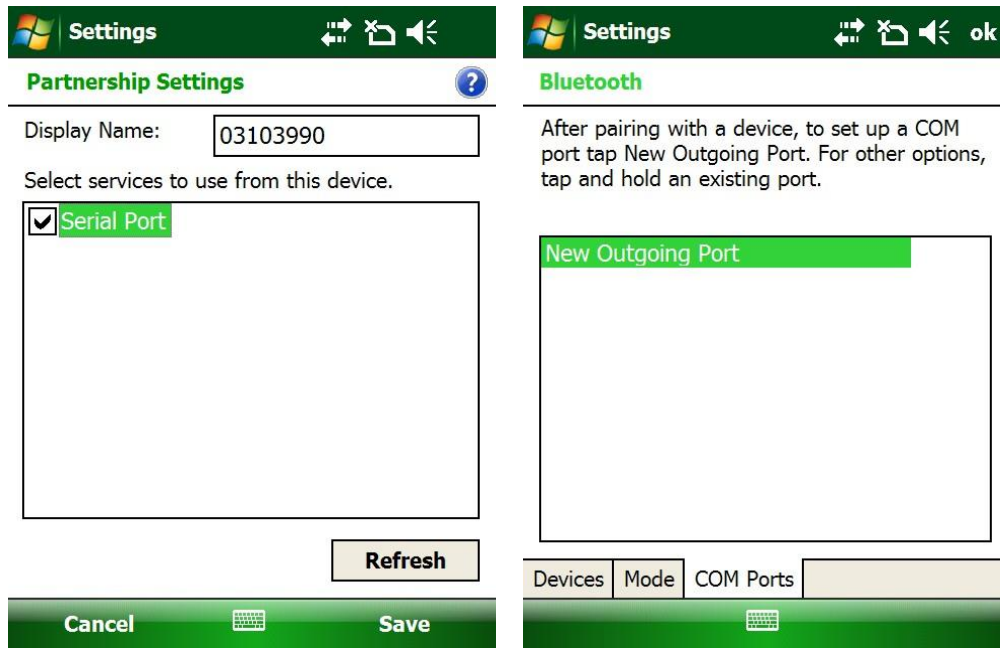 Settings
Partnership Settings
?
Display Name:
03103990
Select services to use from this device.
Serial Port
Refresh
Cancel
Save
Settings
ok
Bluetooth
After pairing with a device, to set up a COM
port tap New Outgoing Port. For other options,
tap and hold an existing port.
New Outgoing Port
Devices
Mode
COM Ports